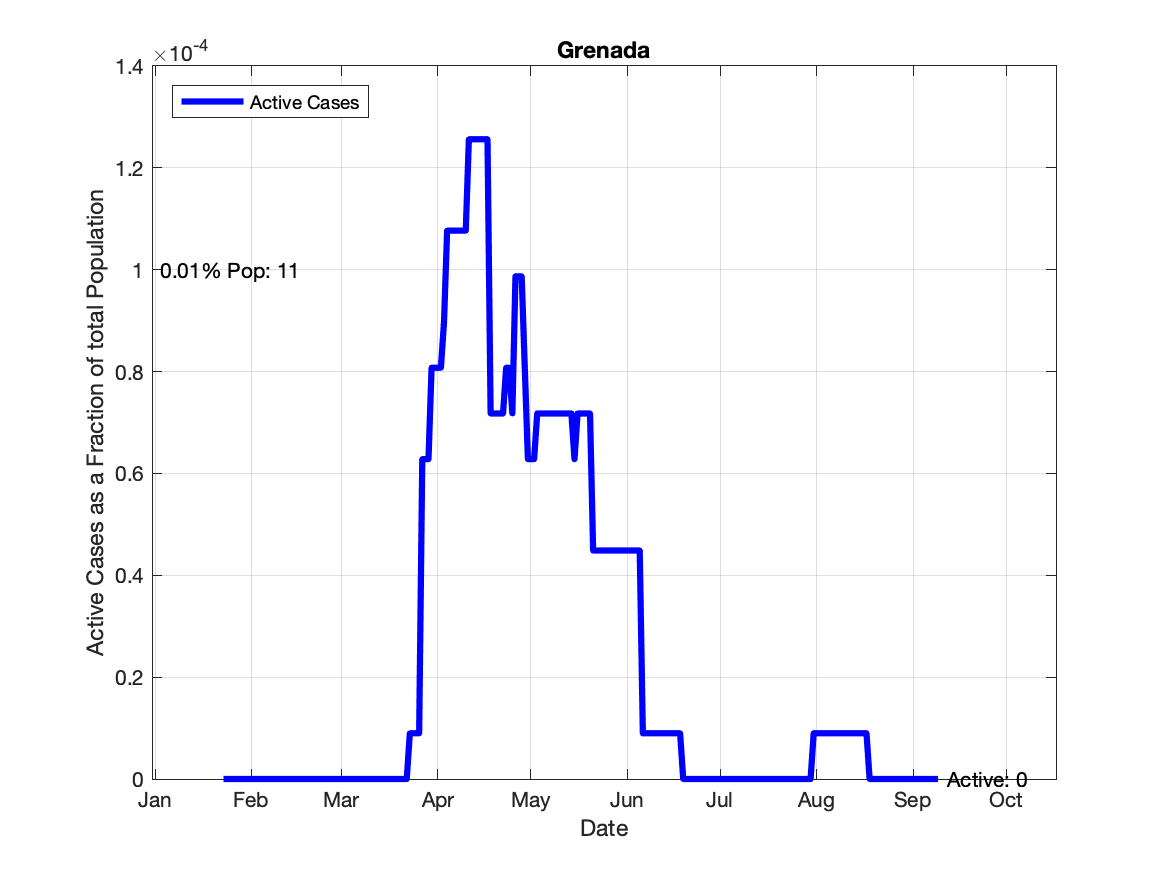 Grenada
×10-4
Active Cases
1.4
1.2
1
0.8
0.6
0.4
0.2
0
0.01% Pop: 11
Active Cases as a Fraction of total Population
Active: 0
Jan Feb Mar Apr May Jun Jul Aug Sep Oct
Date